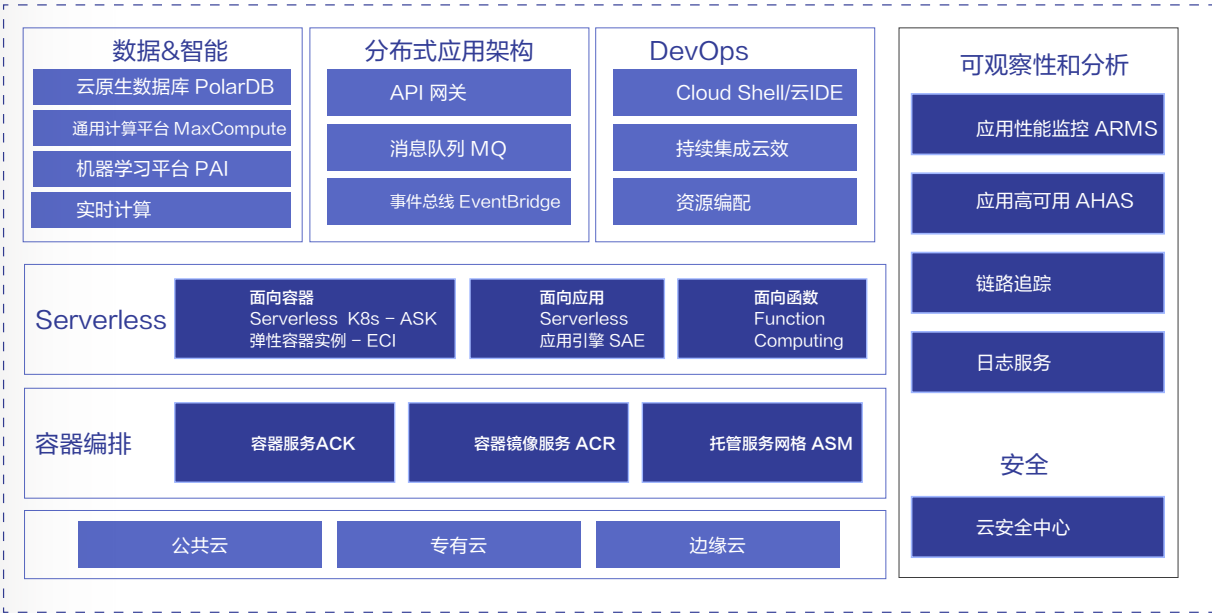 数据&智能
云原生数据库 PolarDB
通用计算平台 MaxCompute
机器学习平台 PAI
实时计算
分布式应用架构
API 网关
消息队列 MQ
事件总线 EventBridge
DevOps
Cloud Shell/云IDE
持续集成云效
资源编配
Serverless
面向容器
Serverless K8s – ASK
弹性容器实例 – ECI
面向应用
Serverless
应用引擎 SAE
面向函数
Function
Computing
容器编排
容器服务ACK
容器镜像服务 ACR
托管服务网格 ASM
公共云
专有云
边缘云
可观察性和分析
应用性能监控 ARMS
应用高可用 AHAS
链路追踪
日志服务
安全
云安全中心